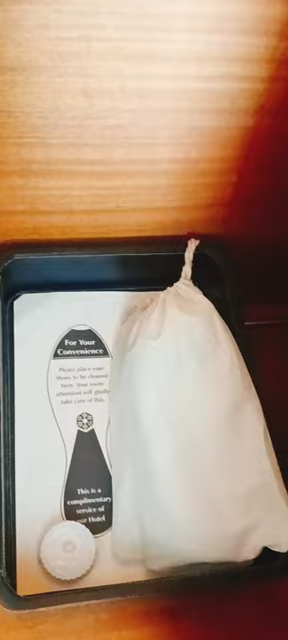 For Your
Convenience
Please place your
Shoes to be cleaned
here. Your room
attendant will gladly
take care of this.
This is a
complimentary
service of
our Hotel